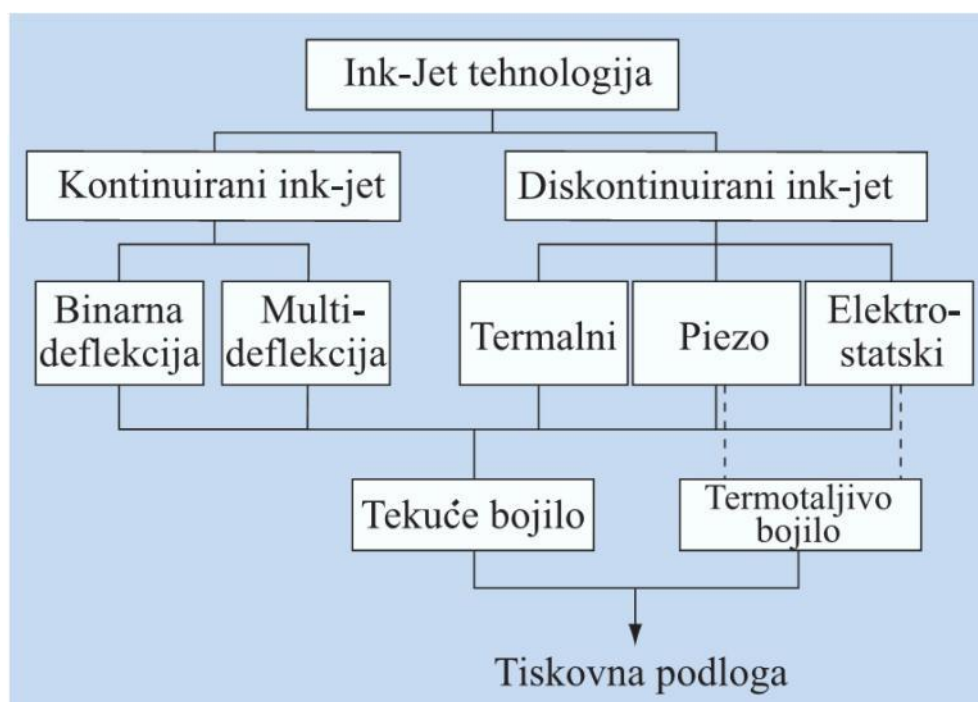 Ink-Jet tehnologija
Kontinuirani ink-jet
Diskontinuirani ink-jet
Binarna
deflekcija
Multi-
deflekcija
Termalni
Piezo
Elektro-
statski
Tekuće bojilo
Termotaljivo
bojilo
Tiskovna podloga